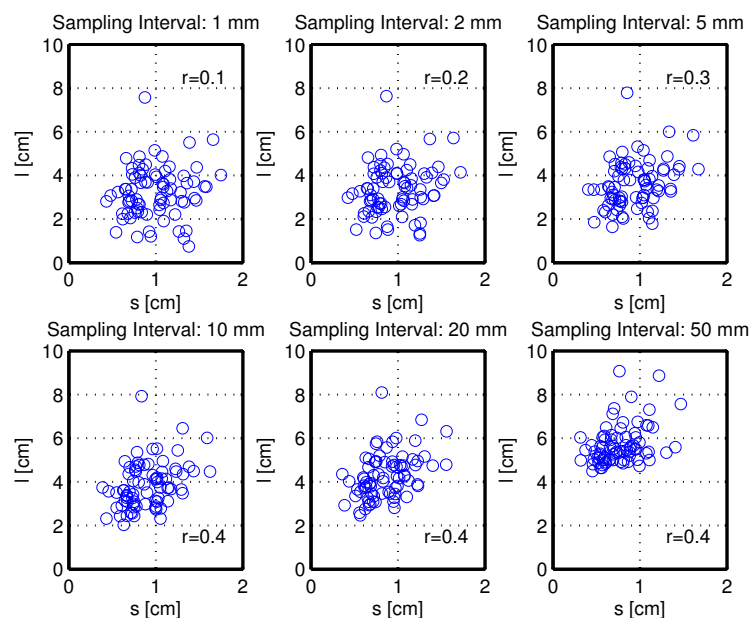 Sampling Interval: 1 mm
Sampling Interval: 2 mm
Sampling Interval: 5 mm
10
8
6
4
2
0
l [cm]
r=0.1
0
1
2
s [cm]
10
8
6
4
2
0
l [cm]
r=0.2
0
1
2
s [cm]
10
8
6
4
2
0
l [cm]
r=0.3
0
1
2
s [cm]
Sampling Interval: 10 mm
Sampling Interval: 20 mm
Sampling Interval: 50 mm
10
8
6
4
2
0
l [cm]
r=0.4
0
1
2
s [cm]
10
8
6
4
2
0
l [cm]
r=0.4
0
1
2
s [cm]
10
8
6
4
2
0
l [cm]
r=0.4
0
1
2
s [cm]